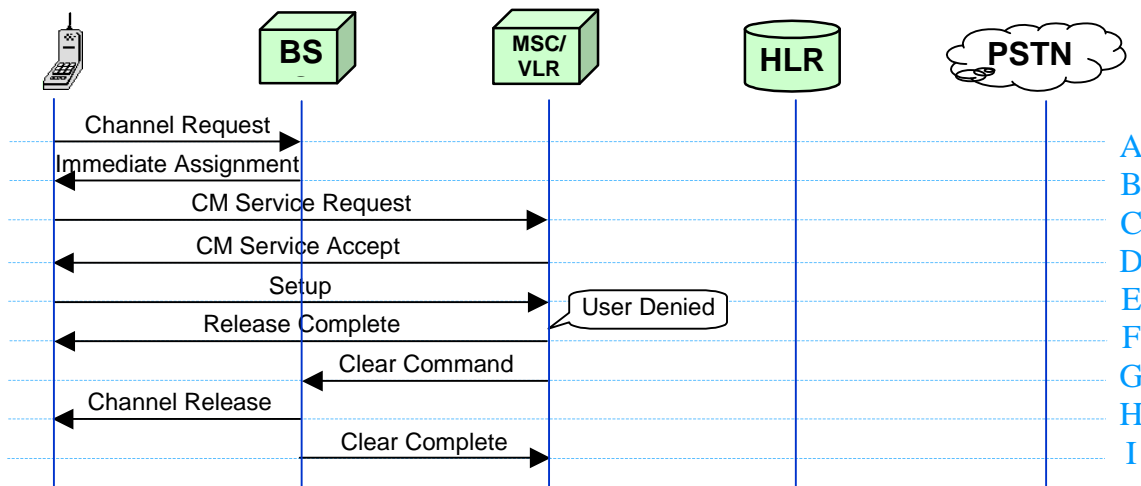 BS
MSC/
VLR
HLR
PSTN
Channel Request
A
Immediate Assignment
B
CM Service Request
C
CM Service Accept
D
Setup
E
User Denied
Release Complete
F
Clear Command
G
Channel Release
H
Clear Complete
I